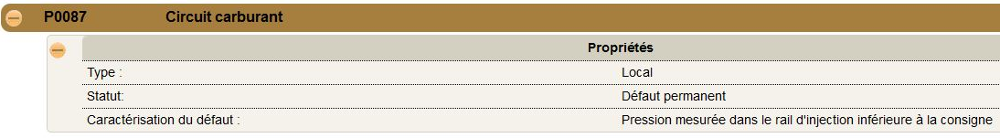 P0087 Circuit carburant
Propriétés
Type : Local
Statut: Défaut permanent
Caractérisation du défaut : Pression mesurée dans le rail d'injection inférieure à la consigne